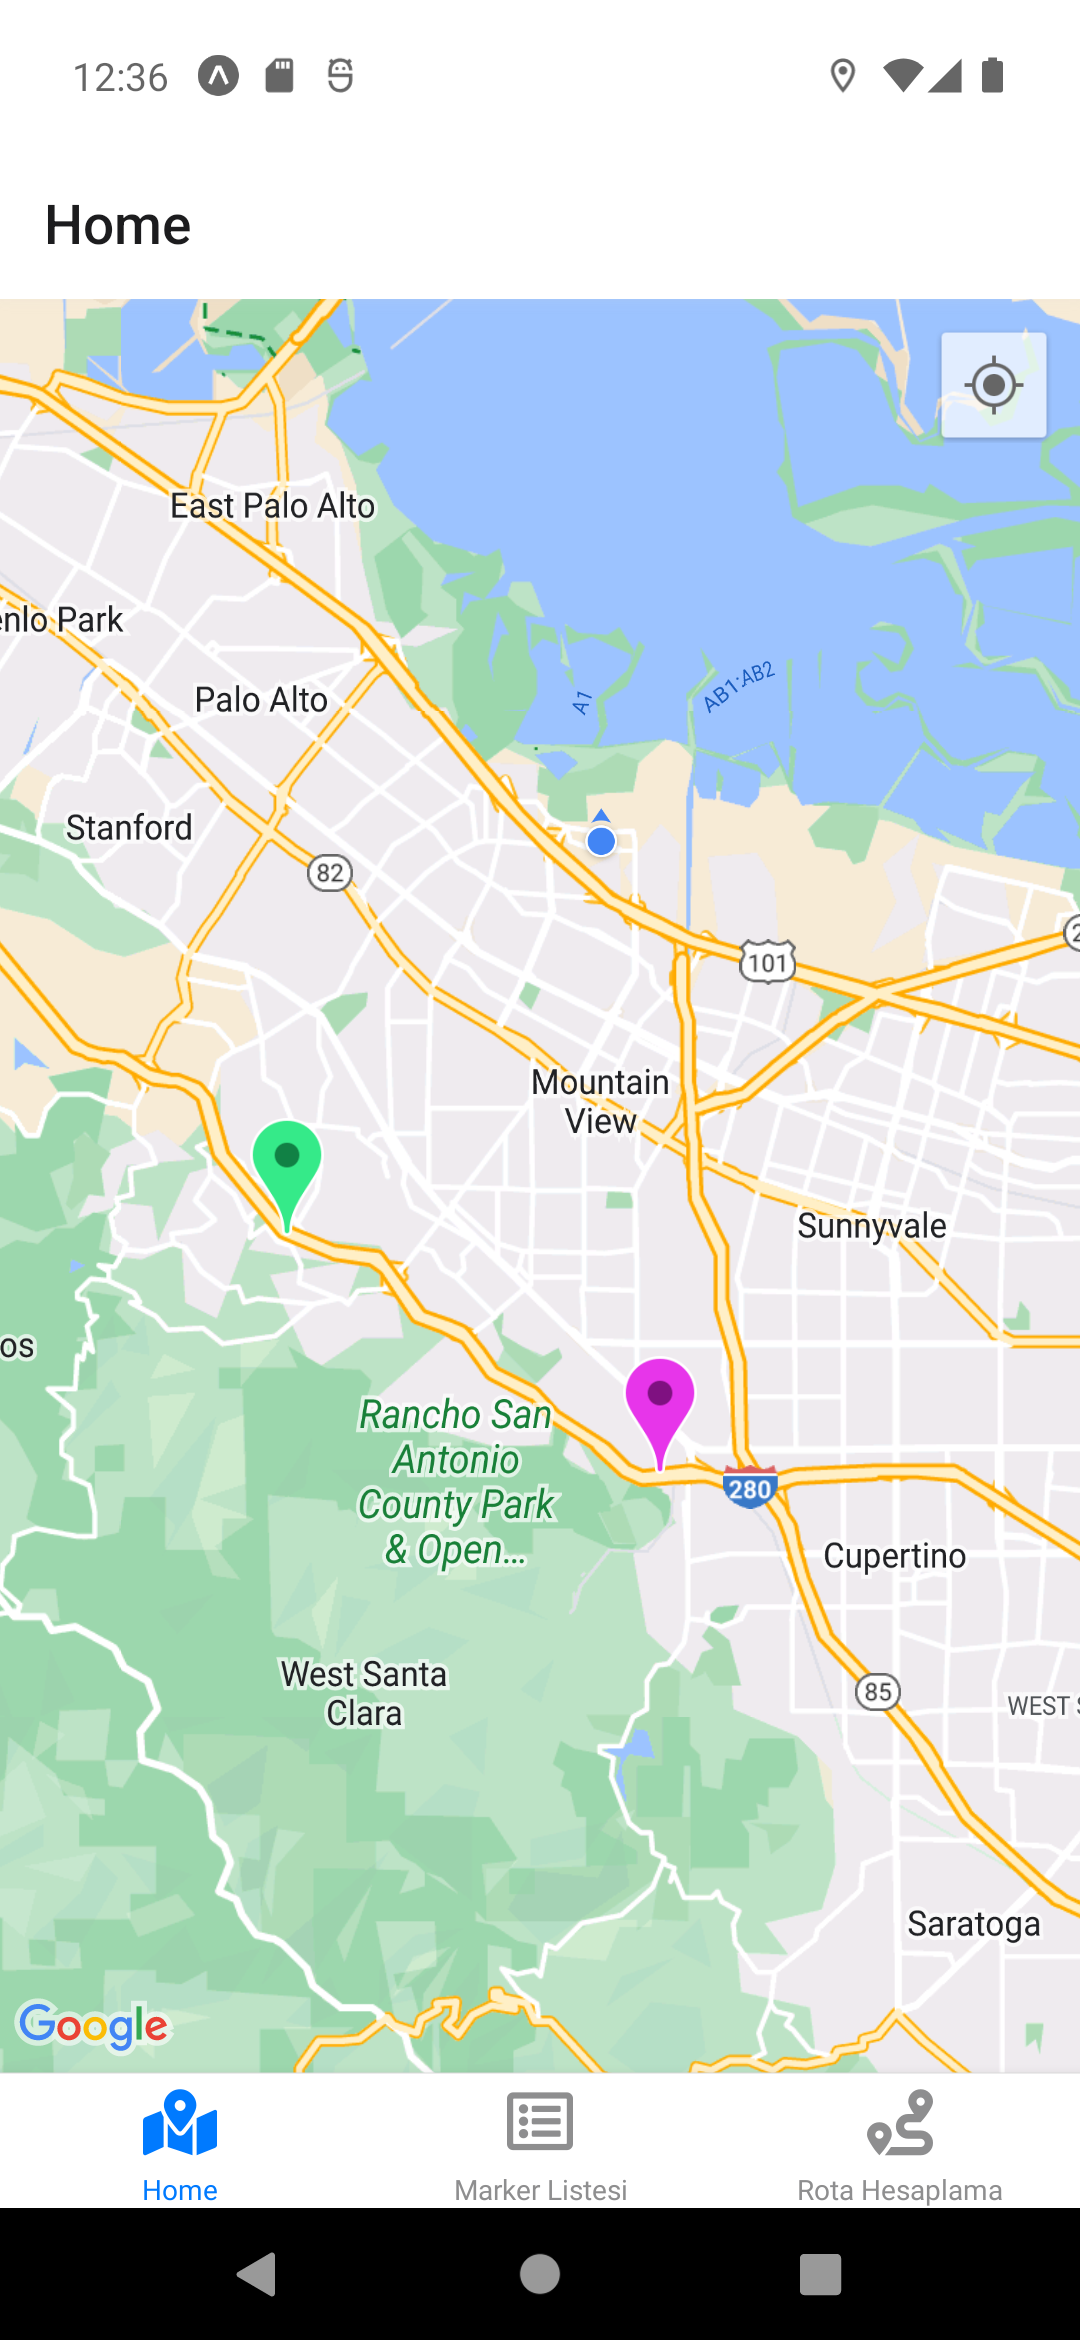 12:36
Home
East Palo Alto
enlo Park
Palo Alto
A1
AB1;AB2
Stanford
82
101
2
Mountain
View
Sunnyvale
os
Rancho San
Antonio
County Park
& Open...
280
Cupertino
West Santa
Clara
85
WEST S
Saratoga
Google
Home
Marker Listesi
Rota Hesaplama